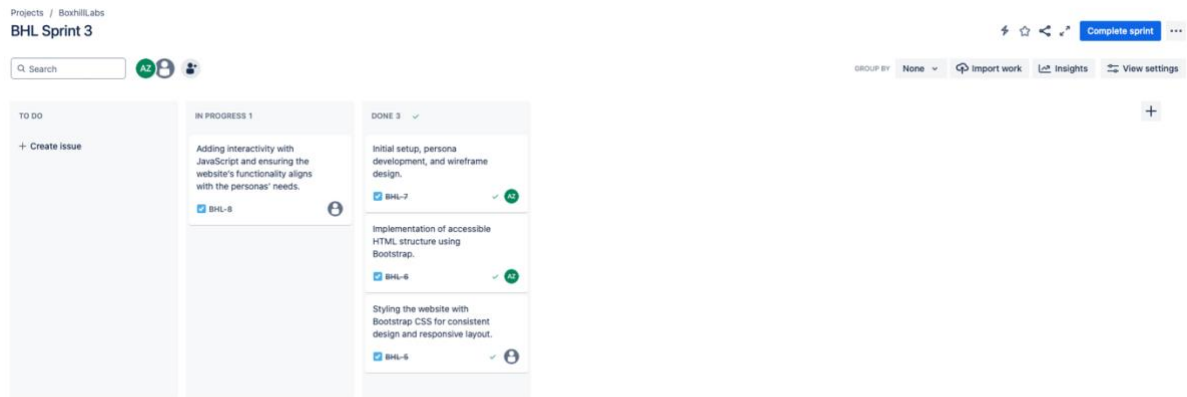 Projects / BoxhillLabs
BHL Sprint 3
Complete sprint
Search
AZ
GROUP BY None
Import work
Insights
View settings
TO DO
+ Create issue
IN PROGRESS 1
Adding interactivity with
JavaScript and ensuring the
website's functionality aligns
with the personas' needs.
BHL-8
DONE 3
Initial setup, persona
development, and wireframe
design.
BHL-7
AZ
Implementation of accessible
HTML structure using
Bootstrap.
BHL-6
AZ
Styling the website with
Bootstrap CSS for consistent
design and responsive layout.
BHL-5